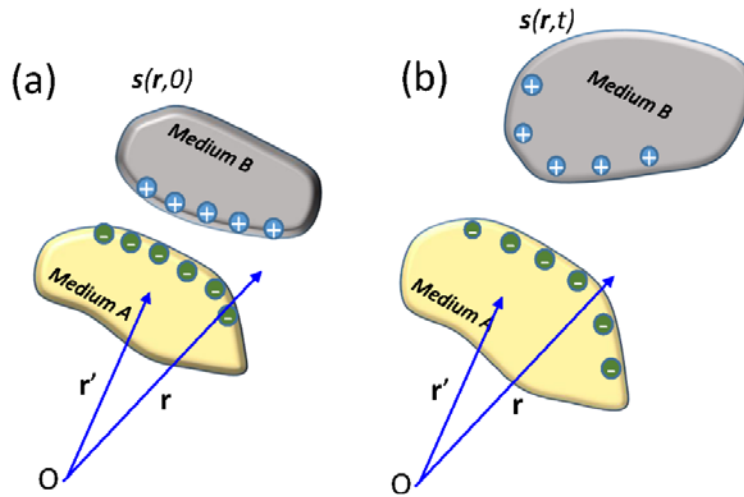 (a)
s(r,0)
Medium B
+ + + + +
- - - - - -
Medium A
r'
r
O
(b)
s(r,t)
Medium B
+ + + + +
- - - - - -
Medium A
r'
r
O